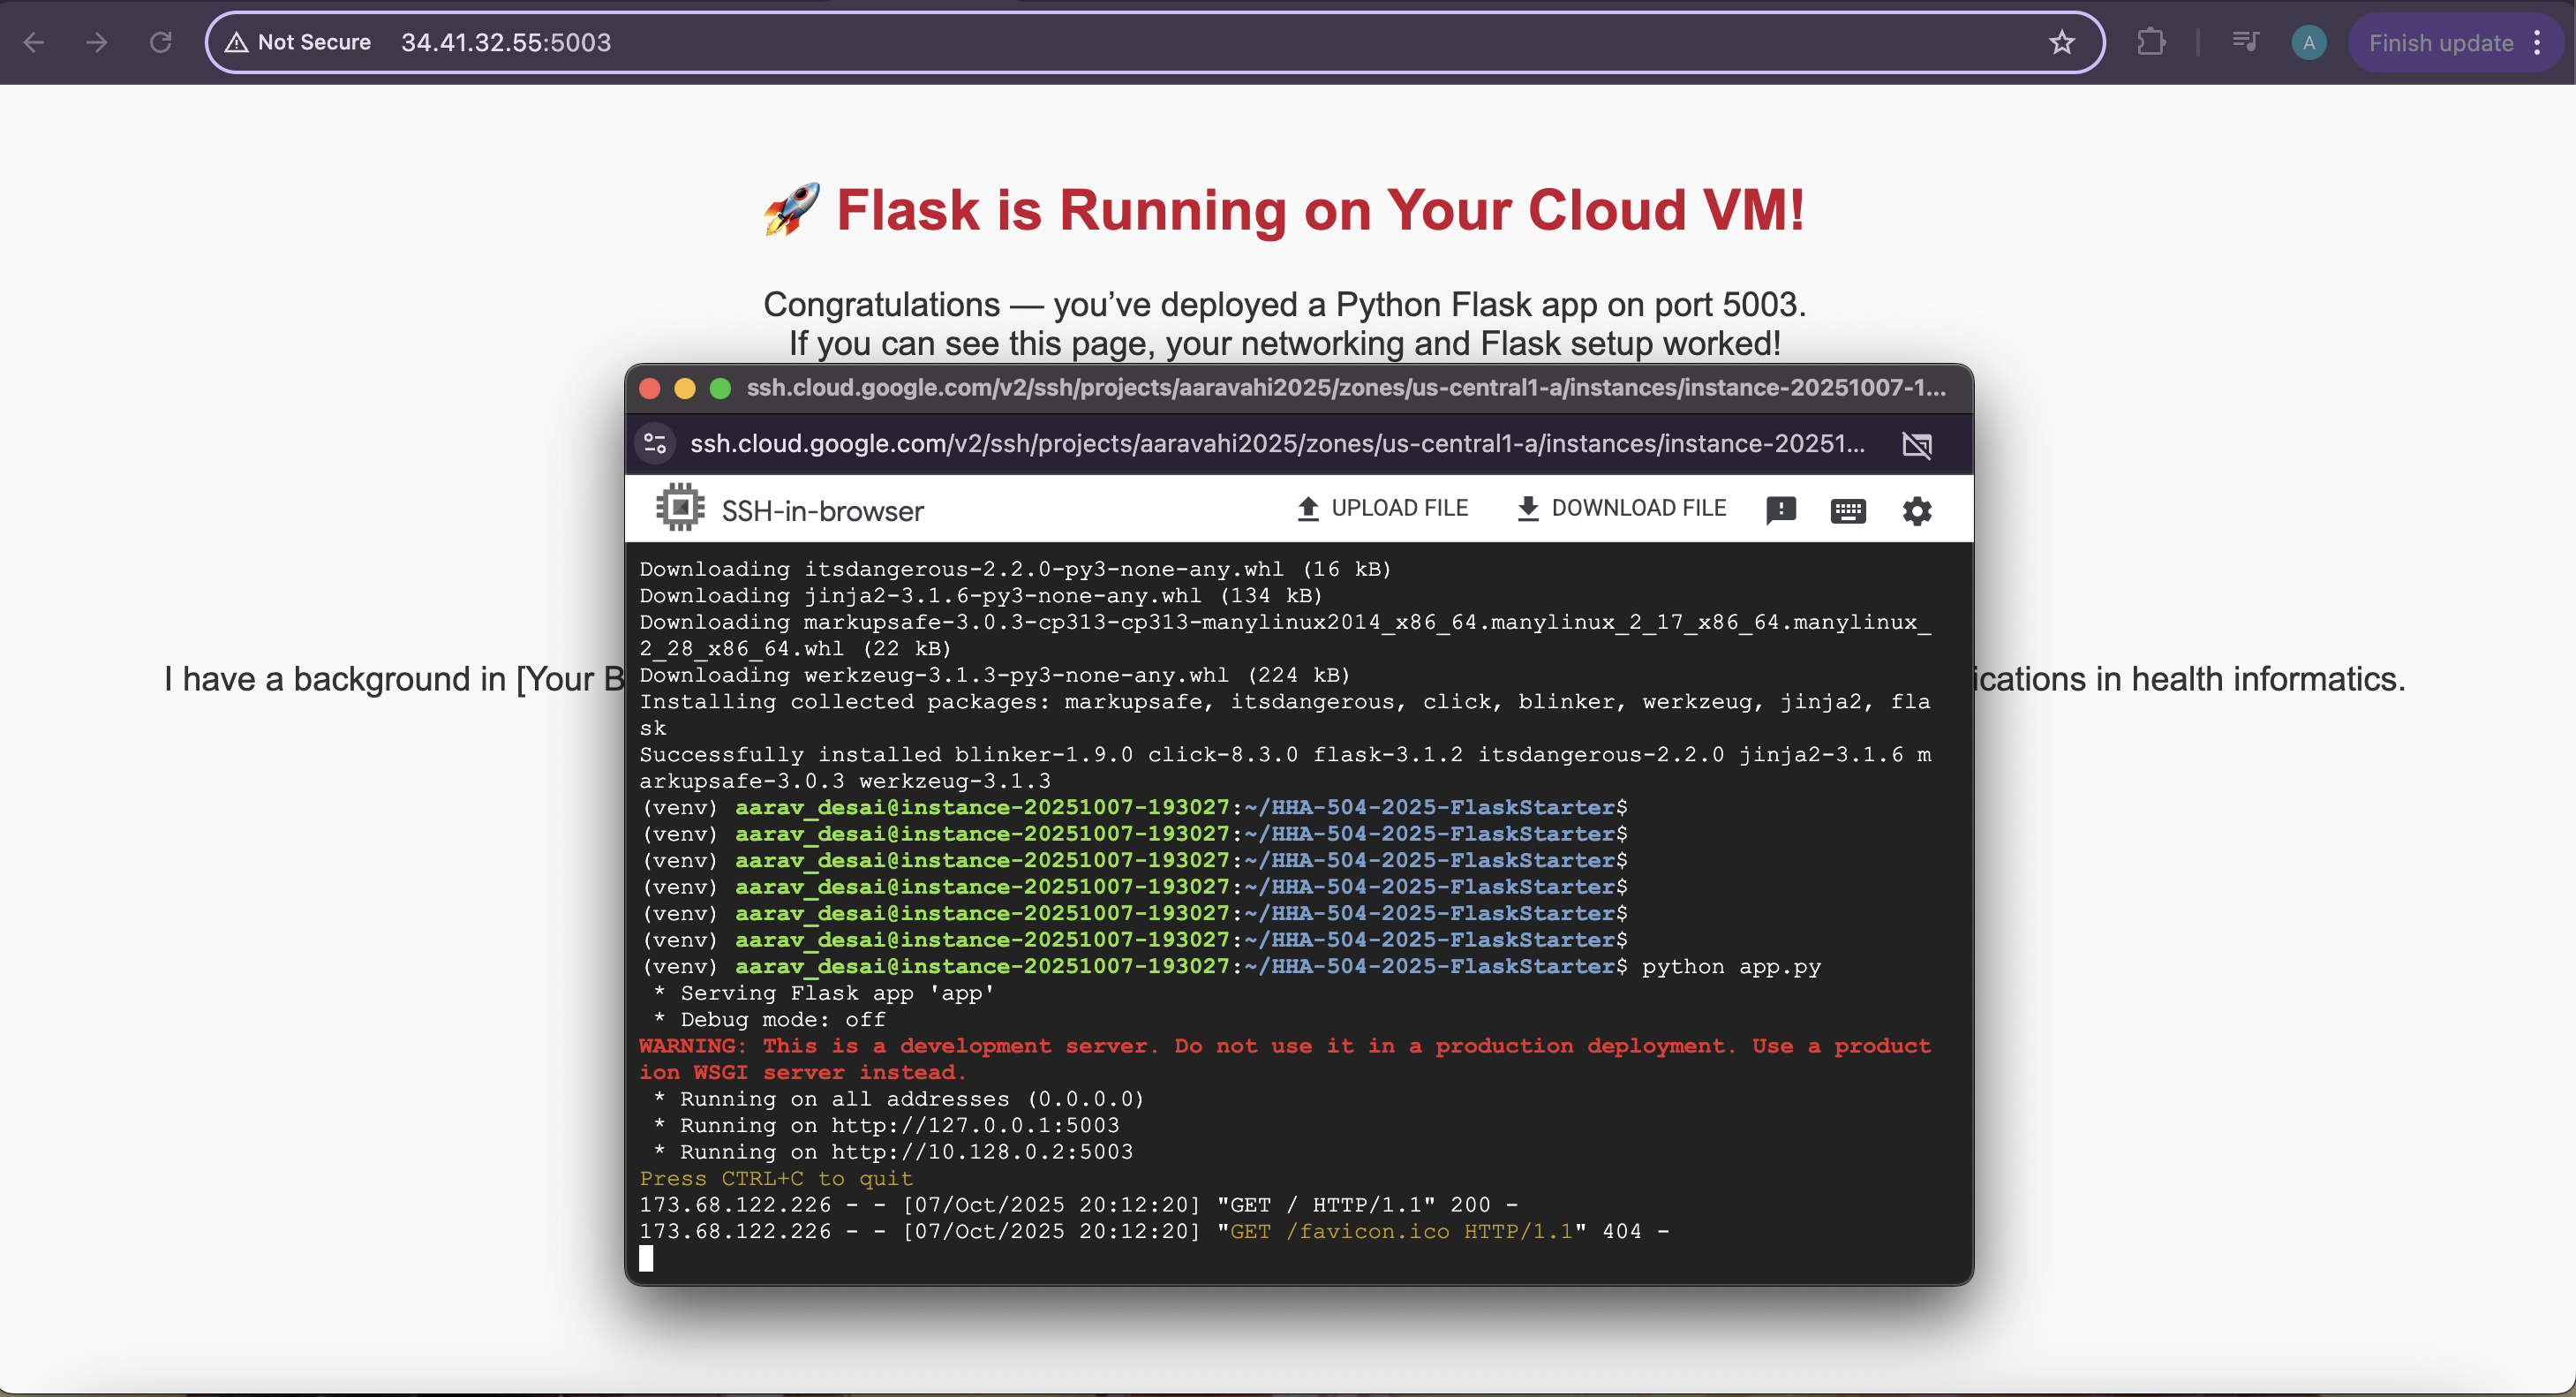 Not Secure 34.41.32.55:5003
A
Finish update
🚀 Flask is Running on Your Cloud VM!
Congratulations — you’ve deployed a Python Flask app on port 5003.
If you can see this page, your networking and Flask setup worked!
ssh.cloud.google.com/v2/ssh/projects/aaravahi2025/zones/us-central1-a/instances/instance-20251007-1...
ssh.cloud.google.com/v2/ssh/projects/aaravahi2025/zones/us-central1-a/instances/instance-20251...
SSH-in-browser
UPLOAD FILE
DOWNLOAD FILE
Downloading itsdangerous-2.2.0-py3-none-any.whl (16 kB)
Downloading jinja2-3.1.6-py3-none-any.whl (134 kB)
Downloading markupsafe-3.0.3-cp313-cp313-manylinux2014_x86_64.manylinux_2_17_x86_64.manylinux_
2_28_x86_64.whl (22 kB)
I have a background in [Your B
ications in health informatics.
Downloading werkzeug-3.1.3-py3-none-any.whl (224 kB)
Installing collected packages: markupsafe, itsdangerous, click, blinker, werkzeug, jinja2, fla
sk
Successfully installed blinker-1.9.0 click-8.3.0 flask-3.1.2 itsdangerous-2.2.0 jinja2-3.1.6 m
arkupsafe-3.0.3 werkzeug-3.1.3
(venv) aarav_desai@instance-20251007-193027:~/HHA-504-2025-FlaskStarter$
(venv) aarav_desai@instance-20251007-193027:~/HHA-504-2025-FlaskStarter$
(venv) aarav_desai@instance-20251007-193027:~/HHA-504-2025-FlaskStarter$
(venv) aarav_desai@instance-20251007-193027:~/HHA-504-2025-FlaskStarter$
(venv) aarav_desai@instance-20251007-193027:~/HHA-504-2025-FlaskStarter$
(venv) aarav_desai@instance-20251007-193027:~/HHA-504-2025-FlaskStarter$
(venv) aarav_desai@instance-20251007-193027:~/HHA-504-2025-FlaskStarter$ python app.py
 * Serving Flask app 'app'
 * Debug mode: off
WARNING: This is a development server. Do not use it in a production deployment. Use a product
ion WSGI server instead.
 * Running on all addresses (0.0.0.0)
 * Running on http://127.0.0.1:5003
 * Running on http://10.128.0.2:5003
Press CTRL+C to quit
173.68.122.226 - - [07/Oct/2025 20:12:20] "GET / HTTP/1.1" 200 -
173.68.122.226 - - [07/Oct/2025 20:12:20] "GET /favicon.ico HTTP/1.1" 404 -